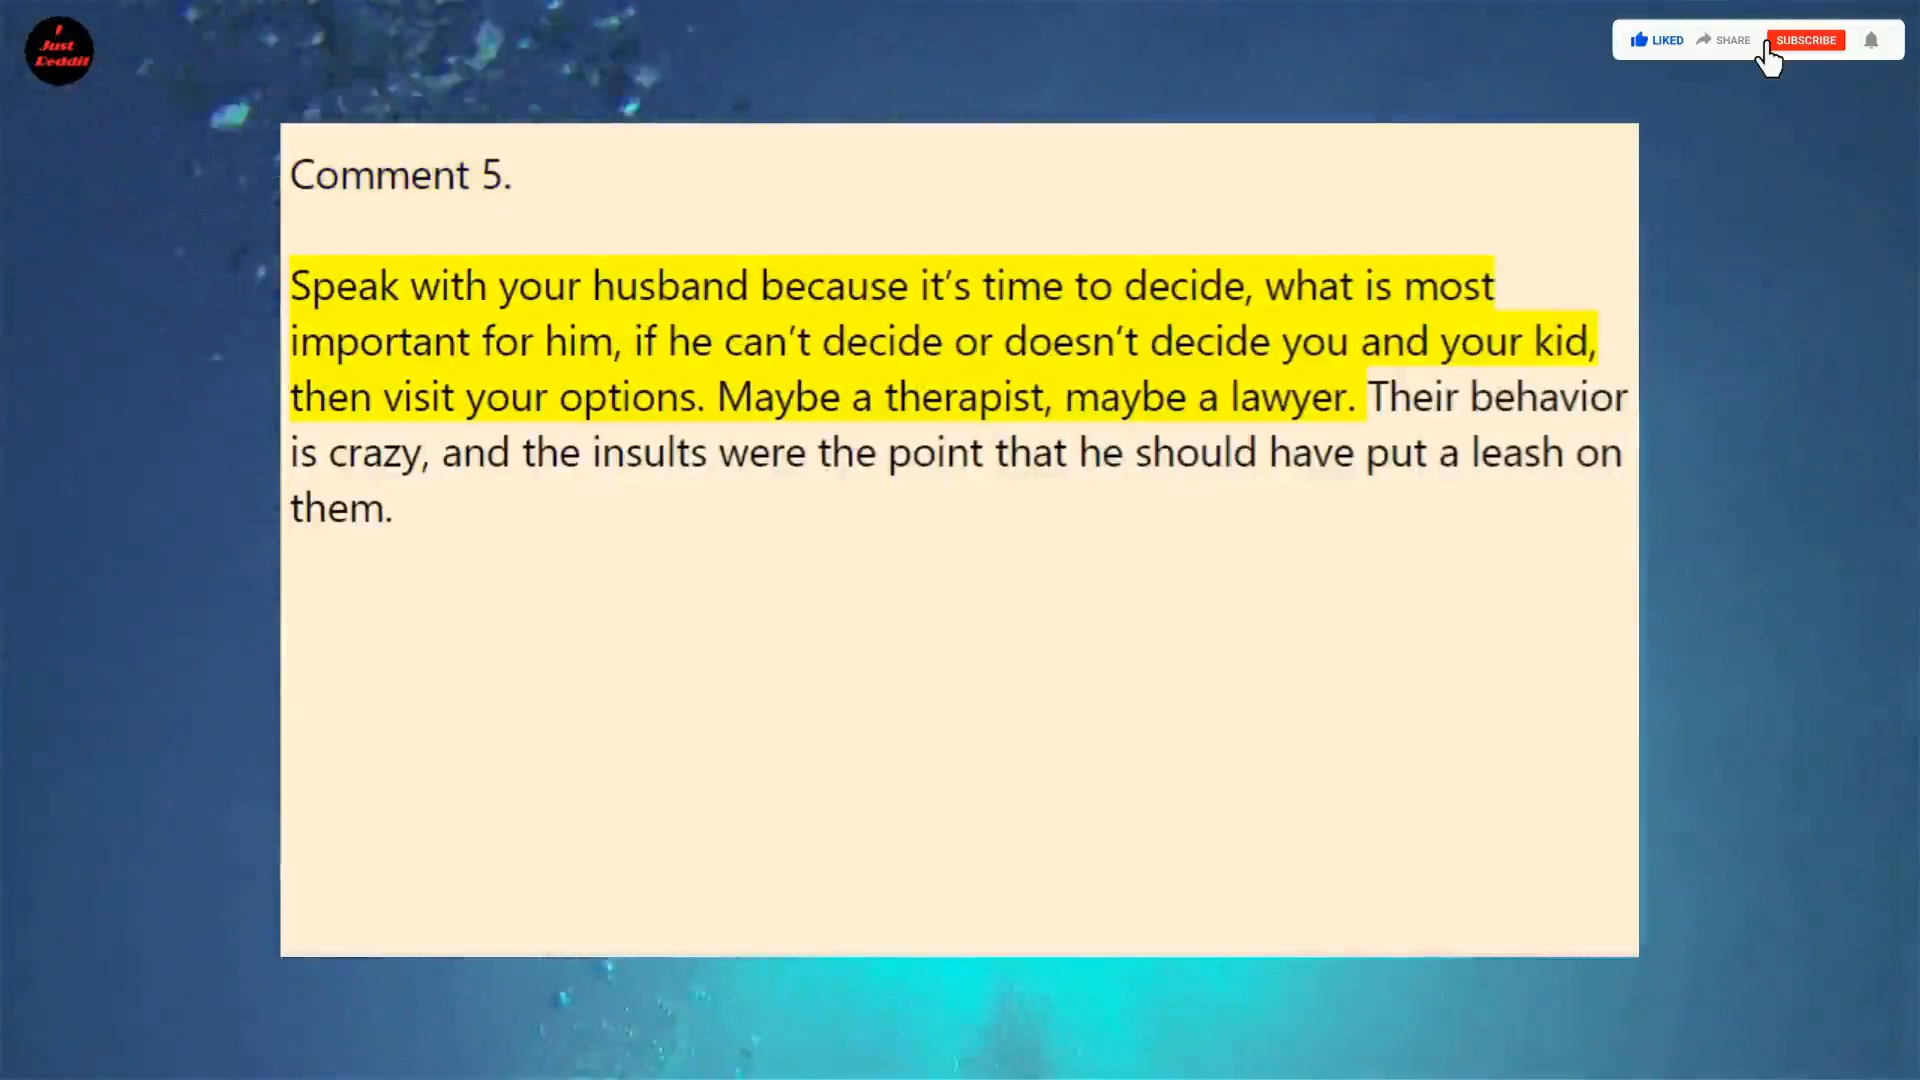 I
Just
Reddit
LIKED
SHARE
SUBSCRIBE
Comment 5.
Speak with your husband because it’s time to decide, what is most
important for him, if he can’t decide or doesn’t decide you and your kid,
then visit your options. Maybe a therapist, maybe a lawyer. Their behavior
is crazy, and the insults were the point that he should have put a leash on
them.